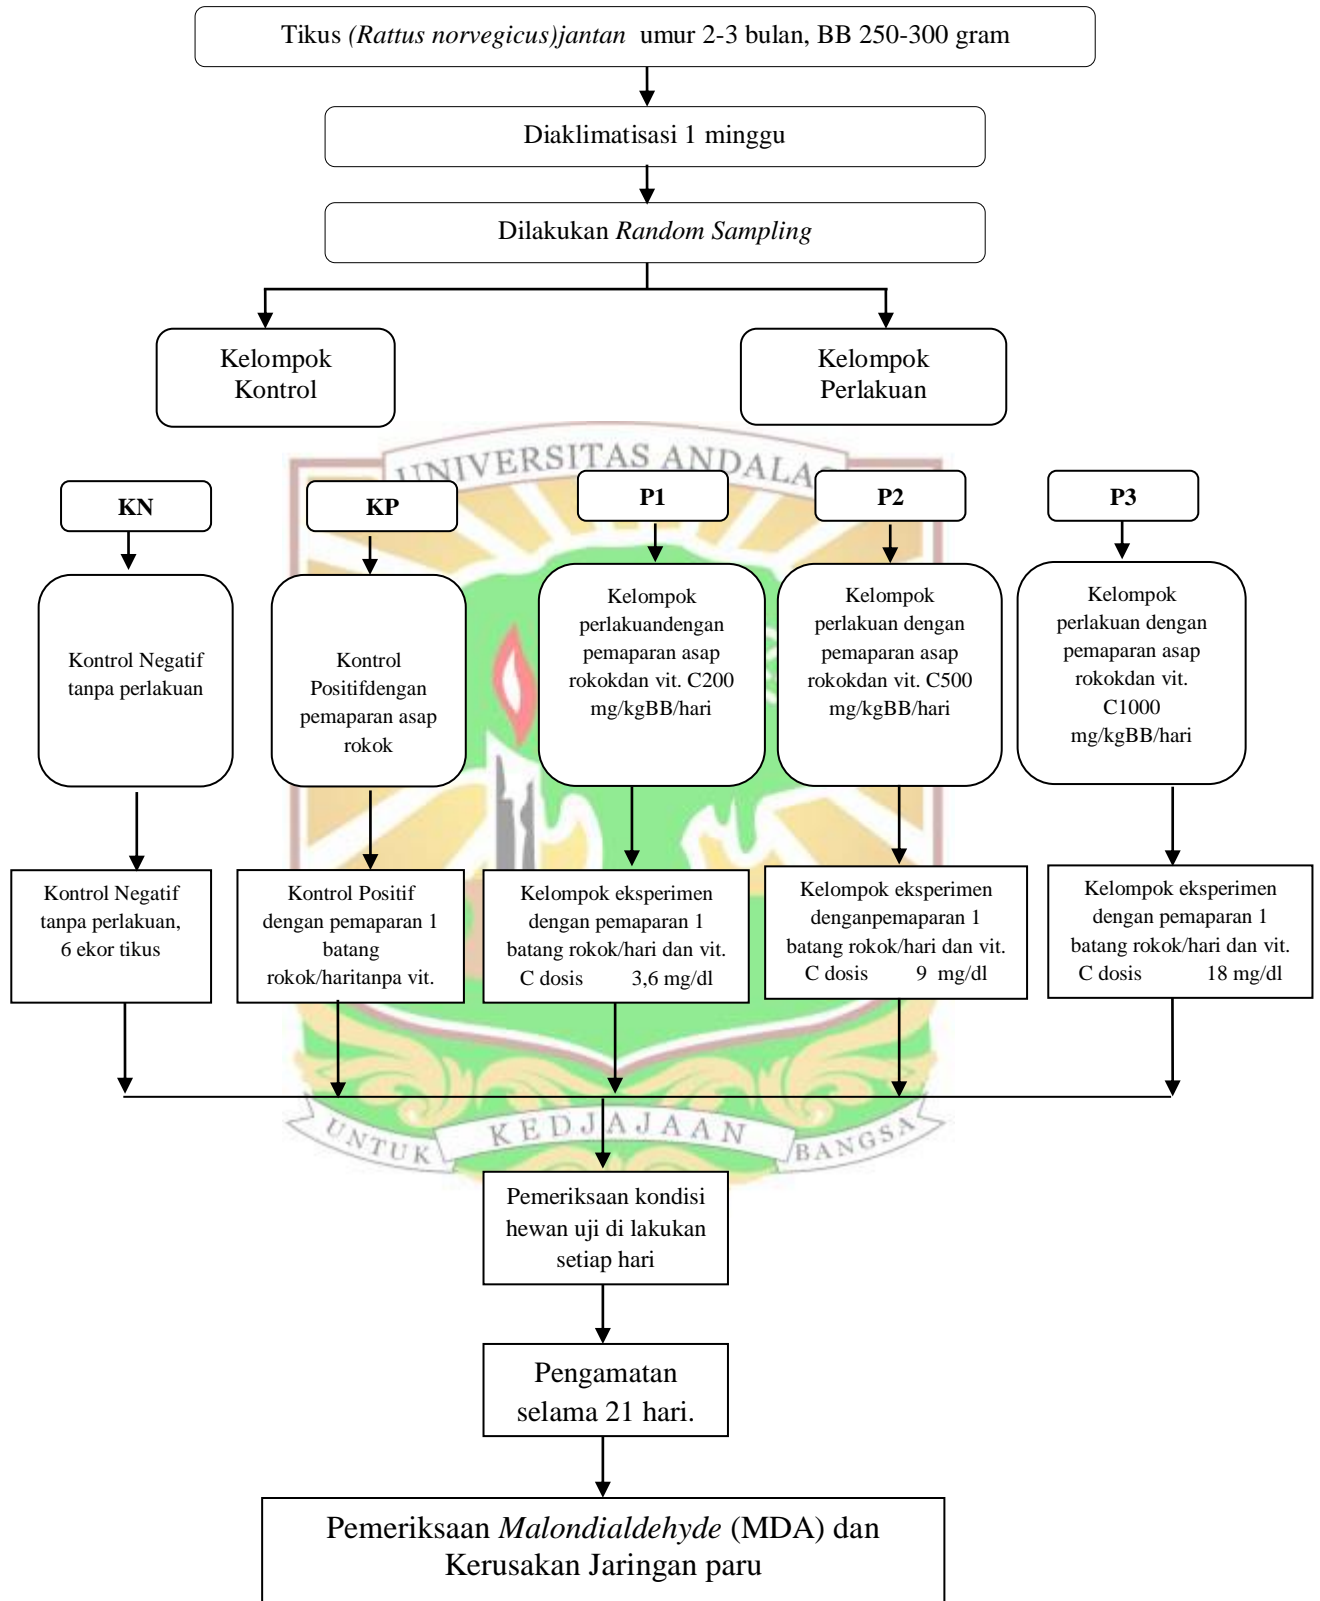 Tikus (Rattus norvegicus)jantan umur 2-3 bulan, BB 250-300 gram
Diaklimatisasi 1 minggu
Dilakukan Random Sampling
Kelompok
Kontrol
Kelompok
Perlakuan
UNIVERSITAS ANDALAS
KN
KP
P1
P2
P3
Kontrol Negatif
tanpa perlakuan
Kontrol
Positifdengan
pemaparan asap
rokok
Kelompok
perlakuandengan
pemaparan asap
rokokdan vit. C200
mg/kgBB/hari
Kelompok
perlakuan dengan
pemaparan asap
rokokdan vit. C500
mg/kgBB/hari
Kelompok
perlakuan dengan
pemaparan asap
rokokdan vit.
C1000
mg/kgBB/hari
Kontrol Negatif
tanpa perlakuan,
6 ekor tikus
Kontrol Positif
dengan pemaparan 1
batang
rokok/haritanpa vit.
Kelompok eksperimen
dengan pemaparan 1
batang rokok/hari dan vit.
C dosis 3,6 mg/dl
Kelompok eksperimen
denganpemaparan 1
batang rokok/hari dan vit.
C dosis 9 mg/dl
Kelompok eksperimen
dengan pemaparan 1
batang rokok/hari dan vit.
C dosis 18 mg/dl
UNTUK KEDJAJAAN BANGSA
Pemeriksaan kondisi
hewan uji di lakukan
setiap hari
Pengamatan
selama 21 hari.
Pemeriksaan Malondialdehyde (MDA) dan
Kerusakan Jaringan paru